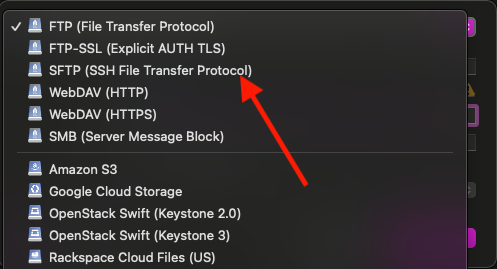 FTP (File Transfer Protocol)
FTP-SSL (Explicit AUTH TLS)
SFTP (SSH File Transfer Protocol)
WebDAV (HTTP)
WebDAV (HTTPS)
SMB (Server Message Block)
Amazon S3
Google Cloud Storage
OpenStack Swift (Keystone 2.0)
OpenStack Swift (Keystone 3)
Rackspace Cloud Files (US)